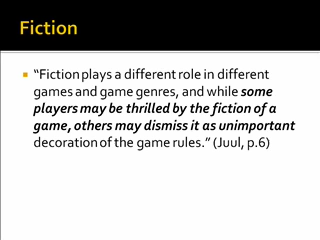 Fiction
“Fiction plays a different role in different
games and game genres, and while some
players may be thrilled by the fiction of a
game, others may dismiss it as unimportant
decoration of the game rules.” (Juul, p.6)